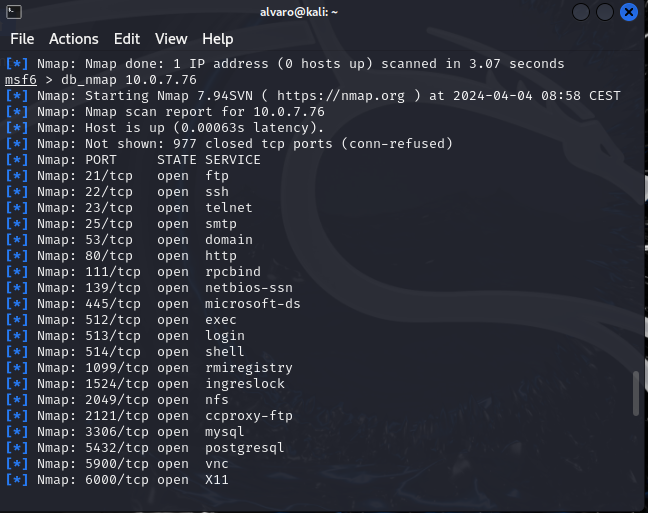 alvaro@kali: ~
File Actions Edit View Help
[*] Nmap: Nmap done: 1 IP address (0 hosts up) scanned in 3.07 seconds
msf6 > db_nmap 10.0.7.76
[*] Nmap: Starting Nmap 7.94SVN ( https://nmap.org ) at 2024-04-04 08:58 CEST
[*] Nmap: Nmap scan report for 10.0.7.76
[*] Nmap: Host is up (0.00063s latency).
[*] Nmap: Not shown: 977 closed tcp ports (conn-refused)
[*] Nmap: PORT     STATE SERVICE
[*] Nmap: 21/tcp   open  ftp
[*] Nmap: 22/tcp   open  ssh
[*] Nmap: 23/tcp   open  telnet
[*] Nmap: 25/tcp   open  smtp
[*] Nmap: 53/tcp   open  domain
[*] Nmap: 80/tcp   open  http
[*] Nmap: 111/tcp  open  rpcbind
[*] Nmap: 139/tcp  open  netbios-ssn
[*] Nmap: 445/tcp  open  microsoft-ds
[*] Nmap: 512/tcp  open  exec
[*] Nmap: 513/tcp  open  login
[*] Nmap: 514/tcp  open  shell
[*] Nmap: 1099/tcp open  rmiregistry
[*] Nmap: 1524/tcp open  ingreslock
[*] Nmap: 2049/tcp open  nfs
[*] Nmap: 2121/tcp open  ccproxy-ftp
[*] Nmap: 3306/tcp open  mysql
[*] Nmap: 5432/tcp open  postgresql
[*] Nmap: 5900/tcp open  vnc
[*] Nmap: 6000/tcp open  X11